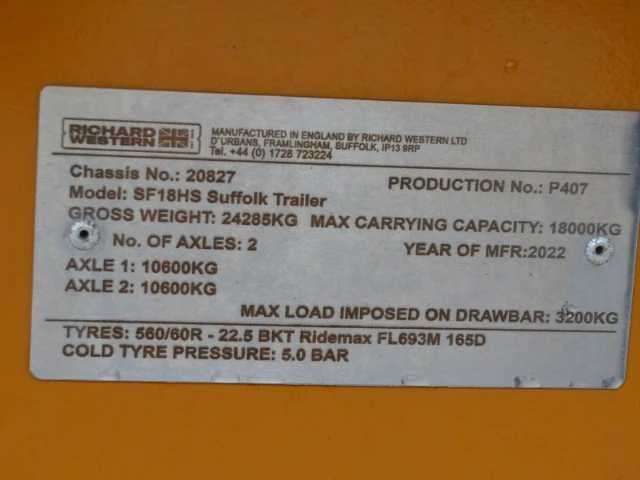 RICHARD WESTERN
MANUFACTURED IN ENGLAND BY RICHARD WESTERN LTD
D'URBANS, FRAMLINGHAM, SUFFOLK, IP13 9RP
Tel. +44 (0) 1728 723224
Chassis No.: 20827
PRODUCTION No.: P407
Model: SF18HS Suffolk Trailer
GROSS WEIGHT: 24285KG MAX CARRYING CAPACITY: 18000KG
No. OF AXLES: 2 YEAR OF MFR:2022
AXLE 1: 10600KG
AXLE 2: 10600KG
MAX LOAD IMPOSED ON DRAWBAR: 3200KG
TYRES: 560/60R - 22.5 BKT Ridemax FL693M 165D
COLD TYRE PRESSURE: 5.0 BAR